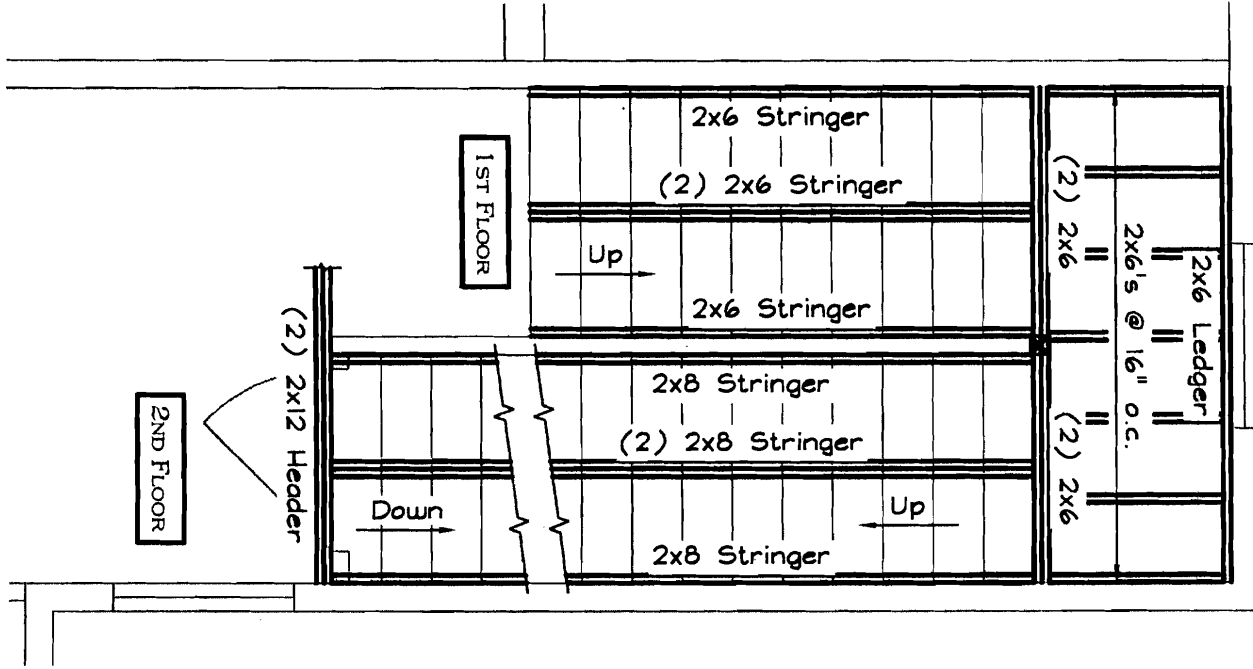 2x6 Stringer
(2) 2x6 Stringer
1ST FLOOR
Up
2x6 Stringer
(2) 2x6
2x6's @ 16" o.c.
2x6 Ledger
(2) 2x12 Header
2x8 Stringer
(2) 2x8 Stringer
2ND FLOOR
Down
Up
(2) 2x6
2x8 Stringer